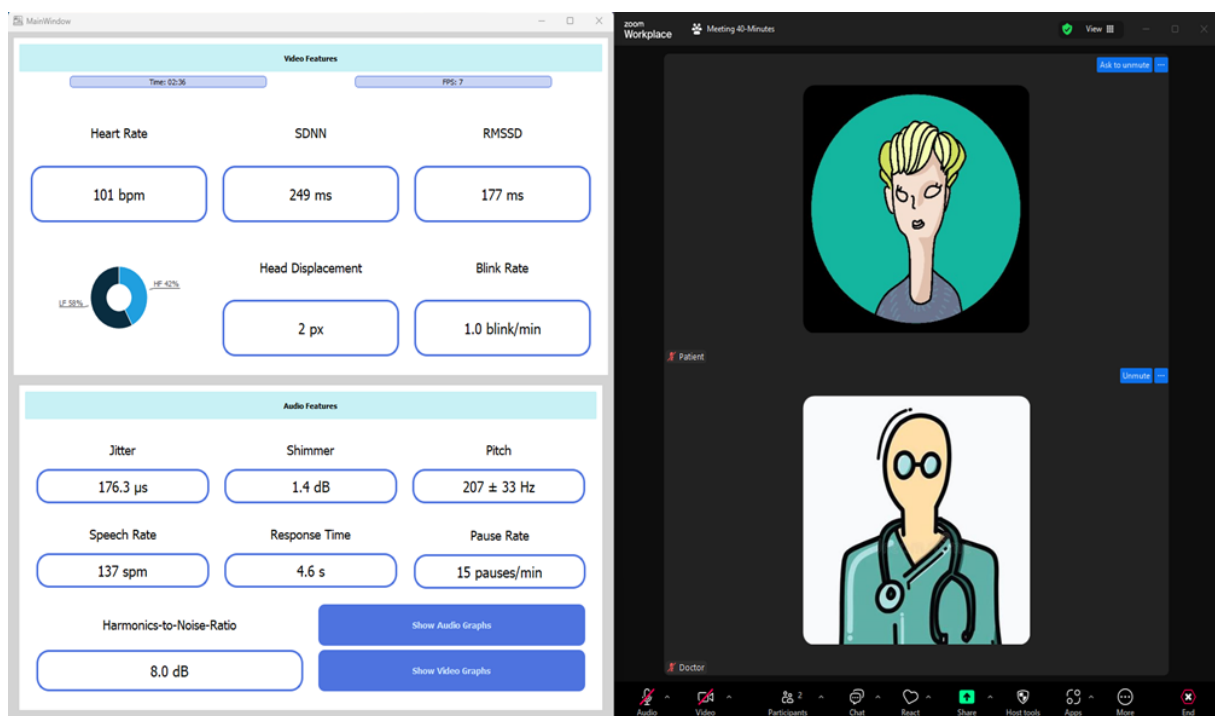 MainWindow
Video Features
Time: 02:36
FPS: 7
Heart Rate
SDNN
RMSSD
101 bpm
249 ms
177 ms
LF 58%
HF 42%
Head Displacement
Blink Rate
2 px
1.0 blink/min
Audio Features
Jitter
Shimmer
Pitch
176.3 µs
1.4 dB
207 ± 33 Hz
Speech Rate
Response Time
Pause Rate
137 spm
4.6 s
15 pauses/min
Harmonics-to-Noise-Ratio
8.0 dB
Show Audio Graphs
Show Video Graphs
zoom
Workplace
Meeting 40-Minutes
View
Ask to unmute
Patient
Unmute
Doctor
Audio
Video
2
Participants
Chat
React
Share
Host tools
Apps
More
End